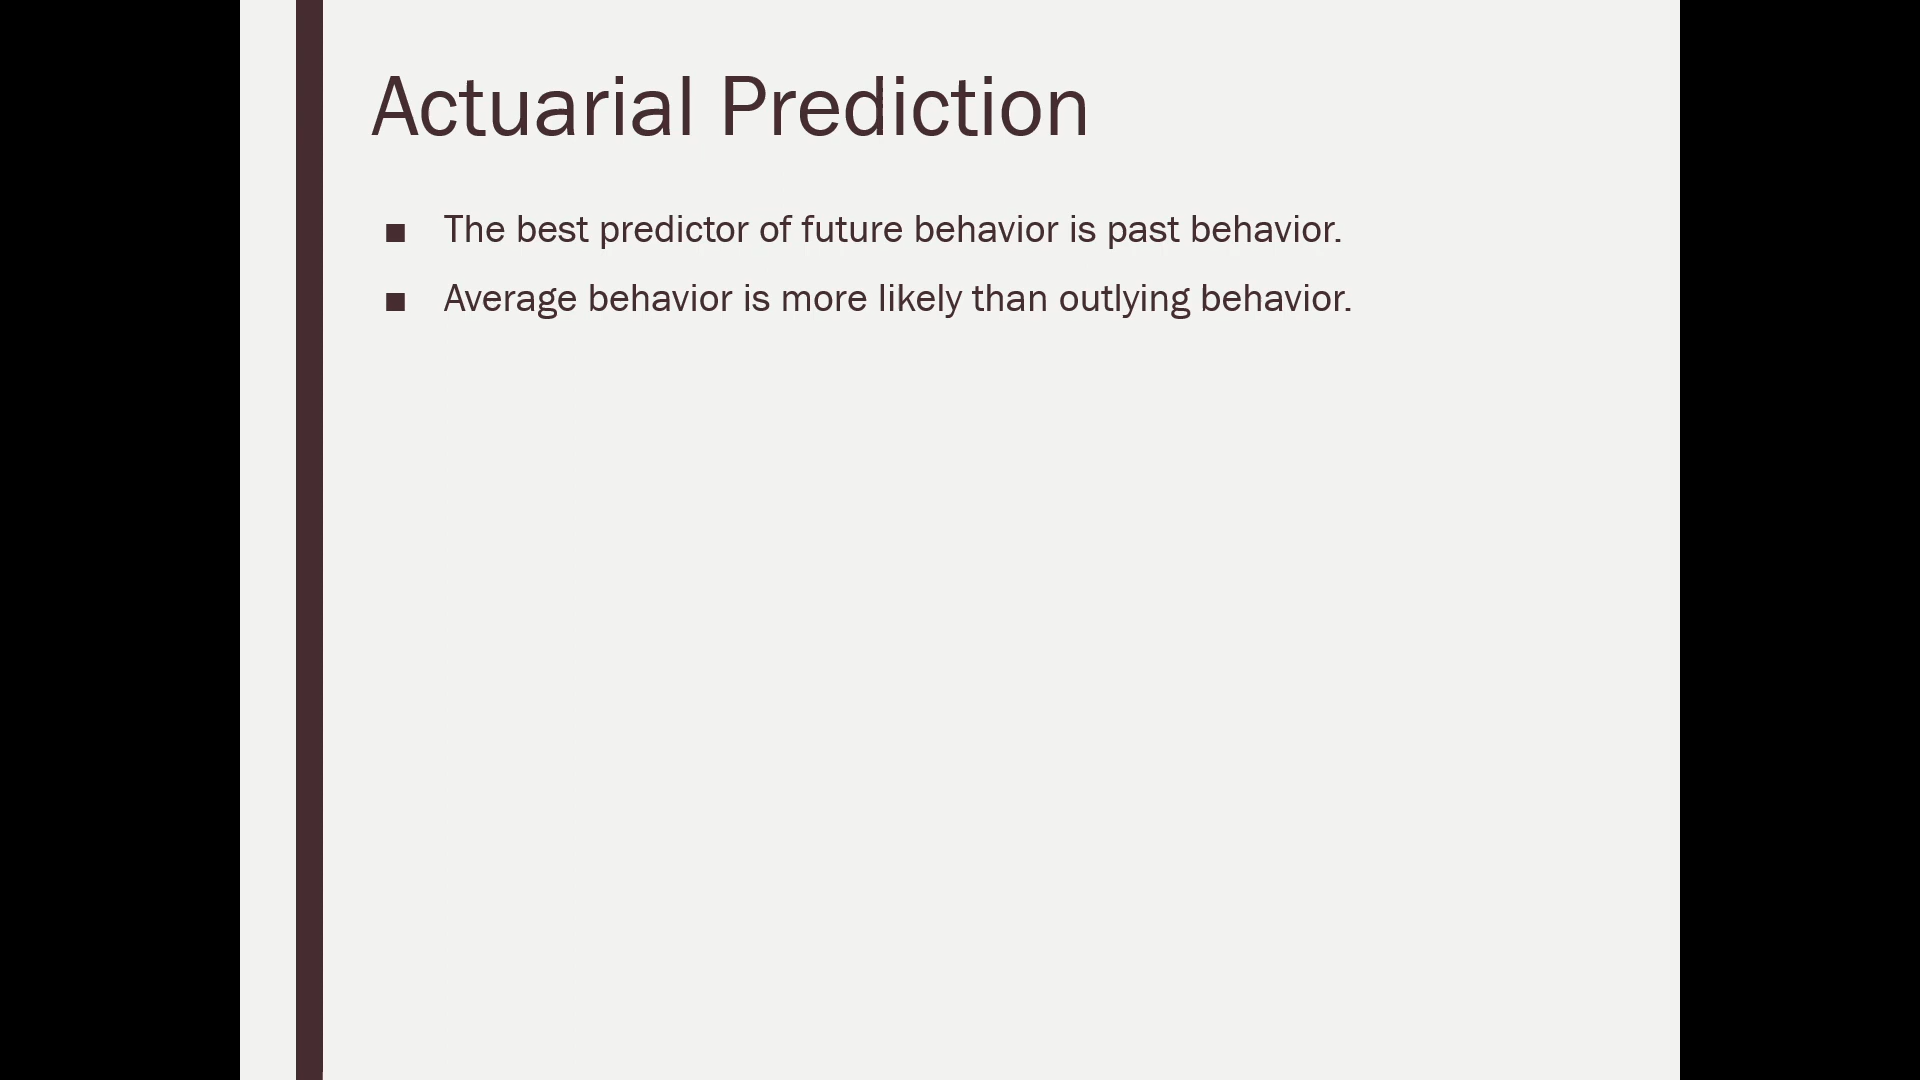 Actuarial Prediction
■ The best predictor of future behavior is past behavior.
■ Average behavior is more likely than outlying behavior.